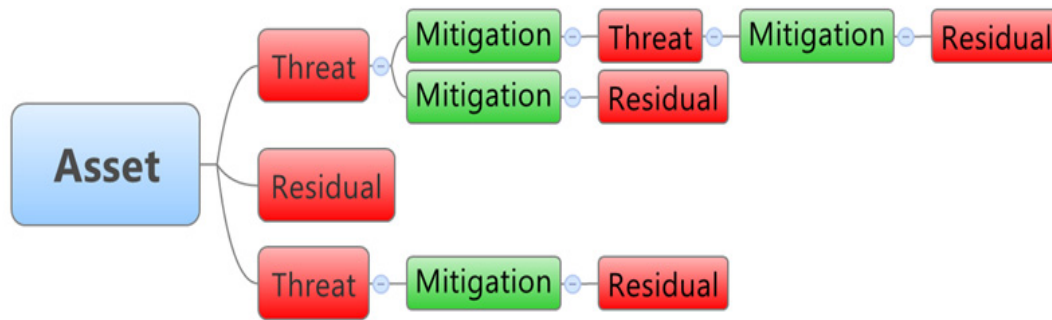 Mitigation Threat Mitigation Residual
Threat
Mitigation Residual
Asset
Residual
Threat Mitigation Residual